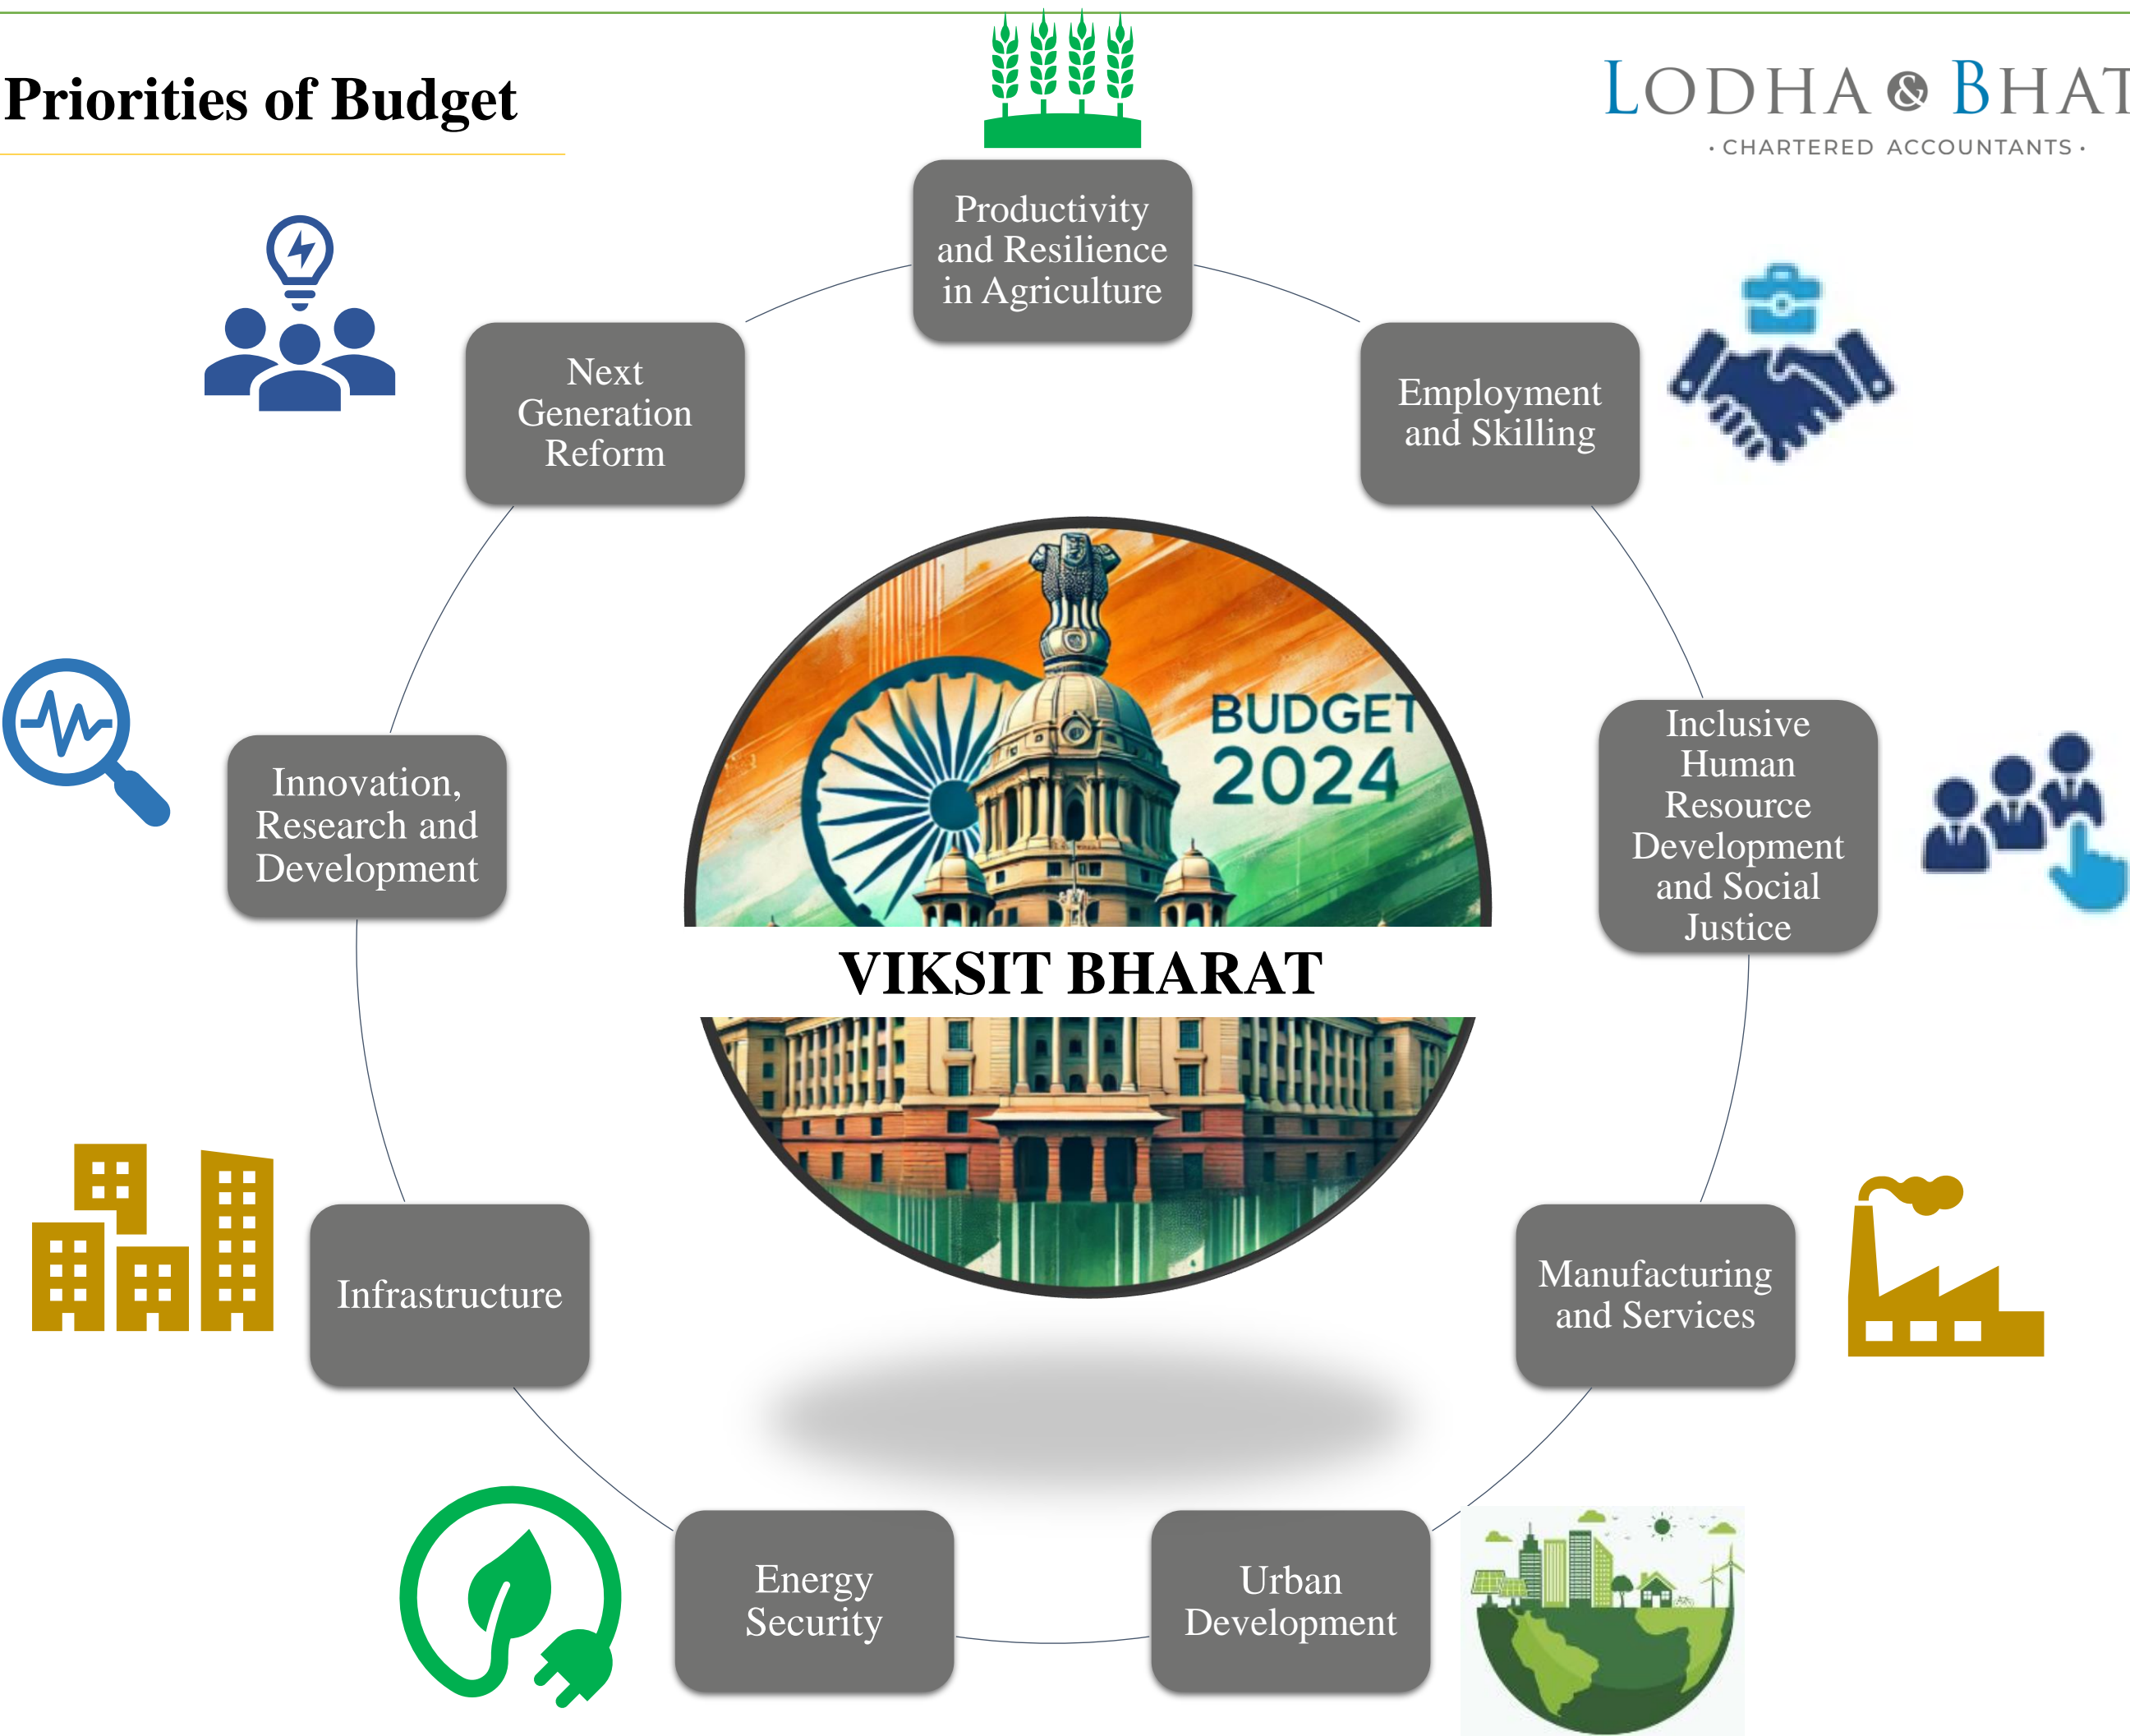 Priorities of Budget
LODHA & BHAT
• CHARTERED ACCOUNTANTS •
Productivity
and Resilience
in Agriculture
Employment
and Skilling
Inclusive
Human
Resource
Development
and Social
Justice
Manufacturing
and Services
Urban
Development
Energy
Security
Infrastructure
Innovation,
Research and
Development
Next
Generation
Reform
BUDGET
2024
VIKSIT BHARAT